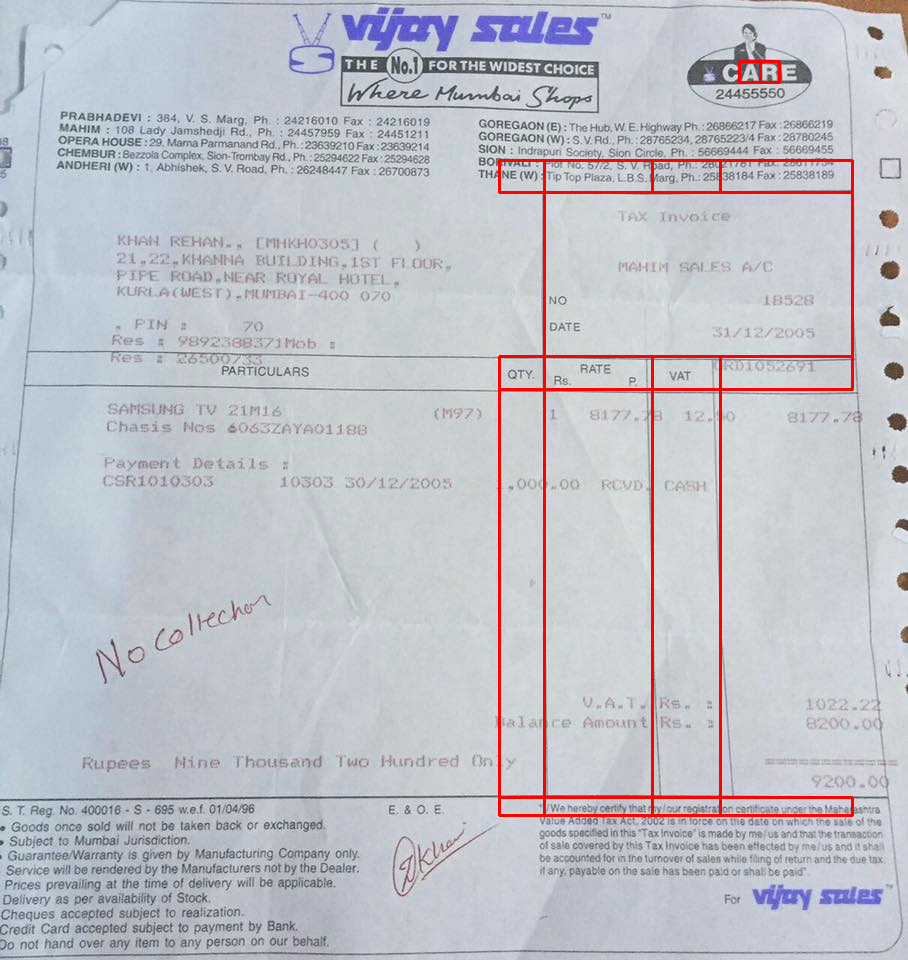 vijay sales™
THE No.1 FOR THE WIDEST CHOICE
Where Mumbai Shops
CARE
24455550
PRABHADEVI : 384, V. S. Marg, Ph. : 24216010 Fax : 24216019
MAHIM : 108 Lady Jamshedji Rd., Ph. : 24457959 Fax : 24451211
OPERA HOUSE : 29, Mama Parmanand Rd., Ph : 23639210 Fax : 23639214
CHEMBUR : Bezzola Complex, Sion-Trombay Rd., Ph : 25294622 Fax : 25294628
ANDHERI (W) : 1, Abhishek, S. V. Road, Ph. : 26248447 Fax : 26700873
GOREGAON (E) : The Hub, W. E. Highway Ph. : 26866217 Fax : 26866219
GOREGAON (W) : S. V. Rd., Ph : 28765234, 28765223/4 Fax : 28780245
SION : Indrapuri Society, Sion Circle, Ph. : 56669444 Fax : 56669455
BORIVALI : Plot No. 57/2, S. V. Road, Ph. : 28021781 Fax. : 28611734
THANE (W) : Tip Top Plaza, L.B.S. Marg, Ph.: 25838184 Fax : 25838189
TAX Invoice
KHAN REHAN., [MHKH0305] ( )
21,22,KHANNA BUILDING,1ST FLOOR,
MAHIM SALES A/C
PIPE ROAD,NEAR ROYAL HOTEL,
KURLA(WEST),MUMBAI-400 070
NO 18528
, PIN : 70
DATE 31/12/2005
Res : 9892388371Mob :
Res : 26500733
ORD1052691
PARTICULARS QTY. RATE Rs. P. VAT
SAMSUNG TV 21M16 (M97) 1 8177.78 12.50 8177.78
Chasis Nos 6063ZAYA01188
Payment Details :
CSR1010303 10303 30/12/2005 1,000.00 RCVD. CASH
No Collection
V.A.T. Rs. : 1022.22
Balance Amount Rs. : 8200.00
Rupees Nine Thousand Two Hundred Only
9200.00
S. T. Reg. No. 400016 - S - 695 w.e.f. 01/04/96
E. & O. E.
• Goods once sold will not be taken back or exchanged.
• Subject to Mumbai Jurisdiction.
• Guarantee/Warranty is given by Manufacturing Company only.
Service will be rendered by the Manufacturers not by the Dealer.
Prices prevailing at the time of delivery will be applicable.
Delivery as per availability of Stock.
Cheques accepted subject to realization.
Credit Card accepted subject to payment by Bank.
Do not hand over any item to any person on our behalf.
Khan
"I/We hereby certify that my/our registration certificate under the Maharashtra
Value Added Tax Act, 2002 is in force on the date on which the sale of the
goods specified in this "Tax Invoice" is made by me/us and that the transaction
of sale covered by this Tax Invoice has been effected by me/us and it shall
be accounted for in the turnover of sales while filing of return and the due tax.
if any, payable on the sale has been paid or shall be paid".
For vijay sales™